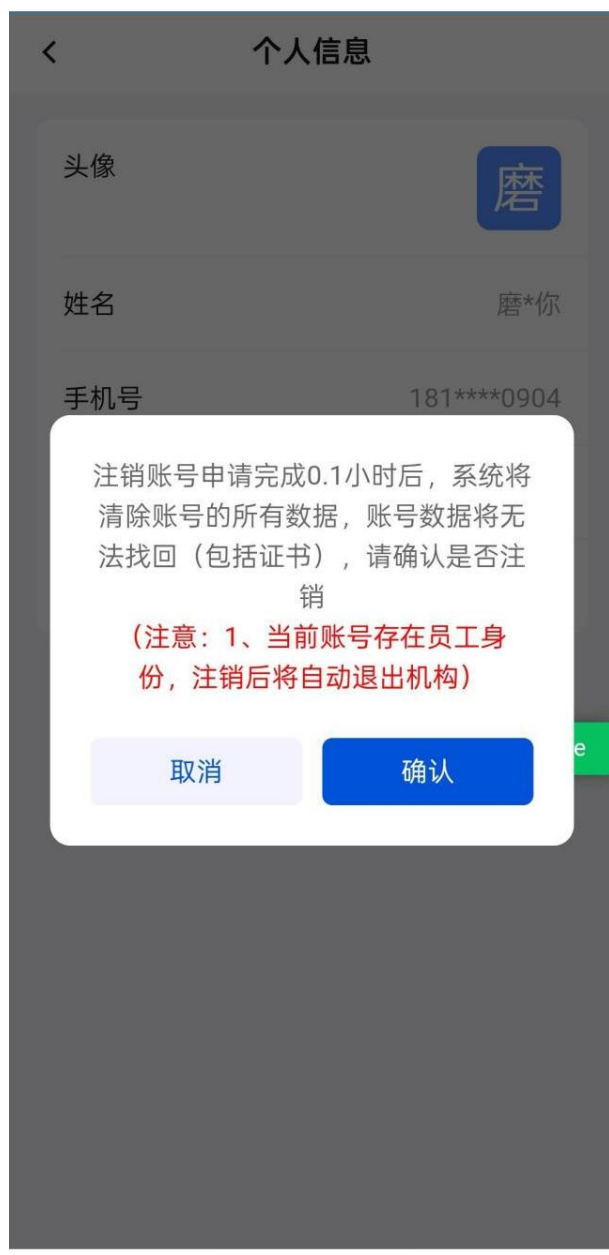 个人信息
头像
磨
姓名
磨*你
手机号
181****0904
注销账号申请完成0.1小时后，系统将
清除账号的所有数据，账号数据将无
法找回（包括证书），请确认是否注
销
（注意：1、当前账号存在员工身
份，注销后将自动退出机构）
取消
确认
e